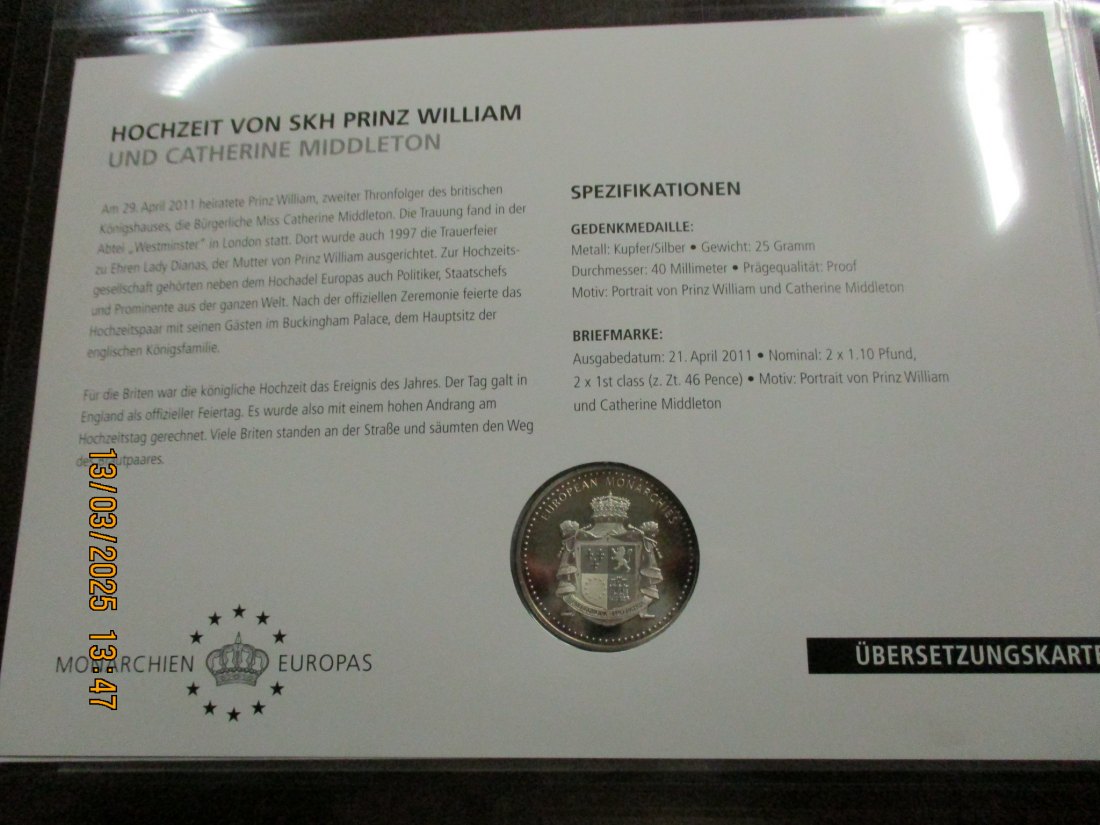 HOCHZEIT VON SKH PRINZ WILLIAM
UND CATHERINE MIDDLETON
Am 29. April 2011 heiratete Prinz William, zweiter Thronfolger des britischen
Königshauses, die Bürgerliche Miss Catherine Middleton. Die Trauung fand in der
Abtei „Westminster" in London statt. Dort wurde auch 1997 die Trauerfeier
zu Ehren Lady Dianas, der Mutter von Prinz William ausgerichtet. Zur Hochzeits-
gesellschaft gehörten neben dem Hochadel Europas auch Politiker, Staatschefs
und Prominente aus der ganzen Welt. Nach der offiziellen Zeremonie feierte das
Hochzeitspaar mit seinen Gästen im Buckingham Palace, dem Hauptsitz der
englischen Königsfamilie.
Für die Briten war die königliche Hochzeit das Ereignis des Jahres. Der Tag galt in
England als offizieller Feiertag. Es wurde also mit einem hohen Andrang am
Hochzeitstag gerechnet. Viele Briten standen an der Straße und säumten den Weg
des Brautpaares.
SPEZIFIKATIONEN
GEDENKMEDAILLE:
Metall: Kupfer/Silber • Gewicht: 25 Gramm
Durchmesser: 40 Millimeter • Prägequalität: Proof
Motiv: Portrait von Prinz William und Catherine Middleton
BRIEFMARKE:
Ausgabedatum: 21. April 2011 • Nominal: 2 x 1.10 Pfund,
2 x 1st class (z. Zt. 46 Pence) • Motiv: Portrait von Prinz William
und Catherine Middleton
EUROPEAN MONARCHIES
MONARCHIEN EUROPAS
ÜBERSETZUNGSKARTE
13/03/2025 13:47